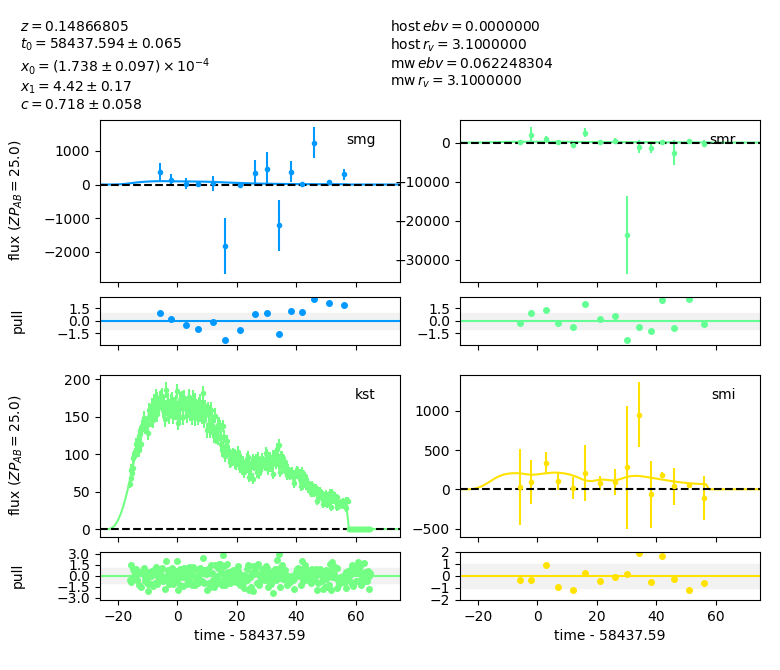 z = 0.14866805
t₀ = 58437.594 ± 0.065
x₀ = (1.738 ± 0.097) × 10⁻⁴
x₁ = 4.42 ± 0.17
c = 0.718 ± 0.058
host ebv = 0.0000000
host r_v = 3.1000000
mw ebv = 0.062248304
mw r_v = 3.1000000
smg
1000
0
−1000
−2000
flux (ZP_AB = 25.0)
smr
0
−10000
−20000
−30000
1.5
0.0
−1.5
pull
1.5
0.0
−1.5
kst
200
150
100
50
0
flux (ZP_AB = 25.0)
smi
1000
500
0
−500
3.0
1.5
0.0
−1.5
−3.0
pull
−20 0 20 40 60
time - 58437.59
2
1
0
−1
−2
−20 0 20 40 60
time - 58437.59